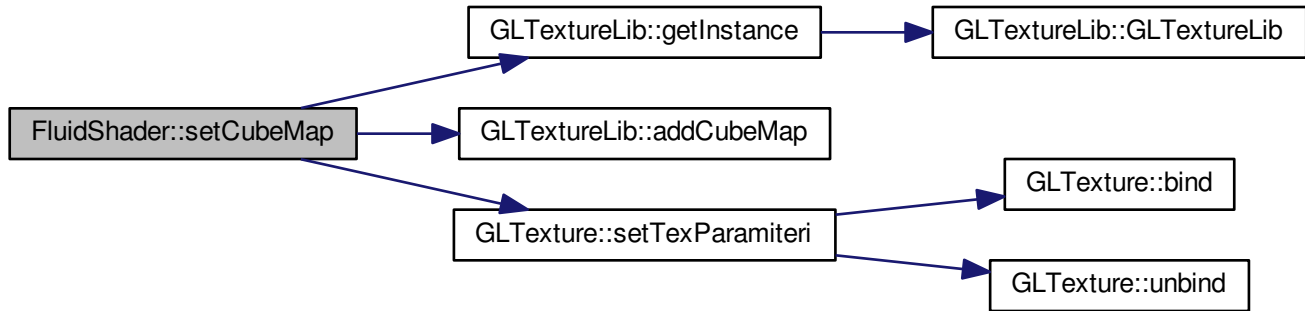 GLTextureLib::getInstance
GLTextureLib::GLTextureLib
FluidShader::setCubeMap
GLTextureLib::addCubeMap
GLTexture::bind
GLTexture::setTexParamiteri
GLTexture::unbind